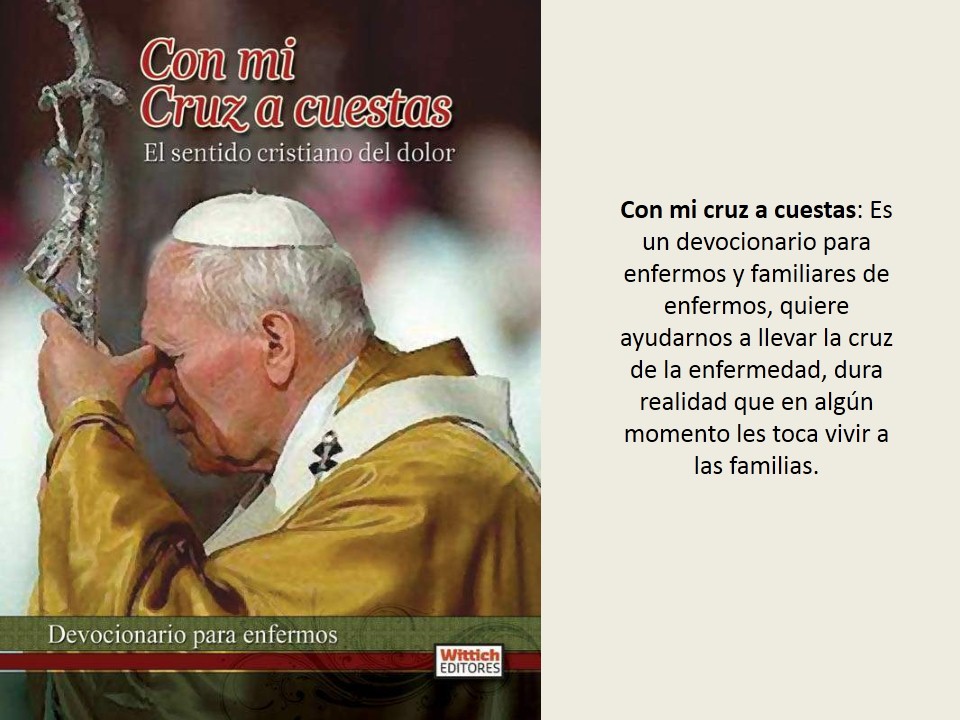 Con mi
Cruz a cuestas
El sentido cristiano del dolor
Devocionario para enfermos
Wittich
EDITORES
Con mi cruz a cuestas: Es
un devocionario para
enfermos y familiares de
enfermos, quiere
ayudarnos a llevar la cruz
de la enfermedad, dura
realidad que en algún
momento les toca vivir a
las familias.